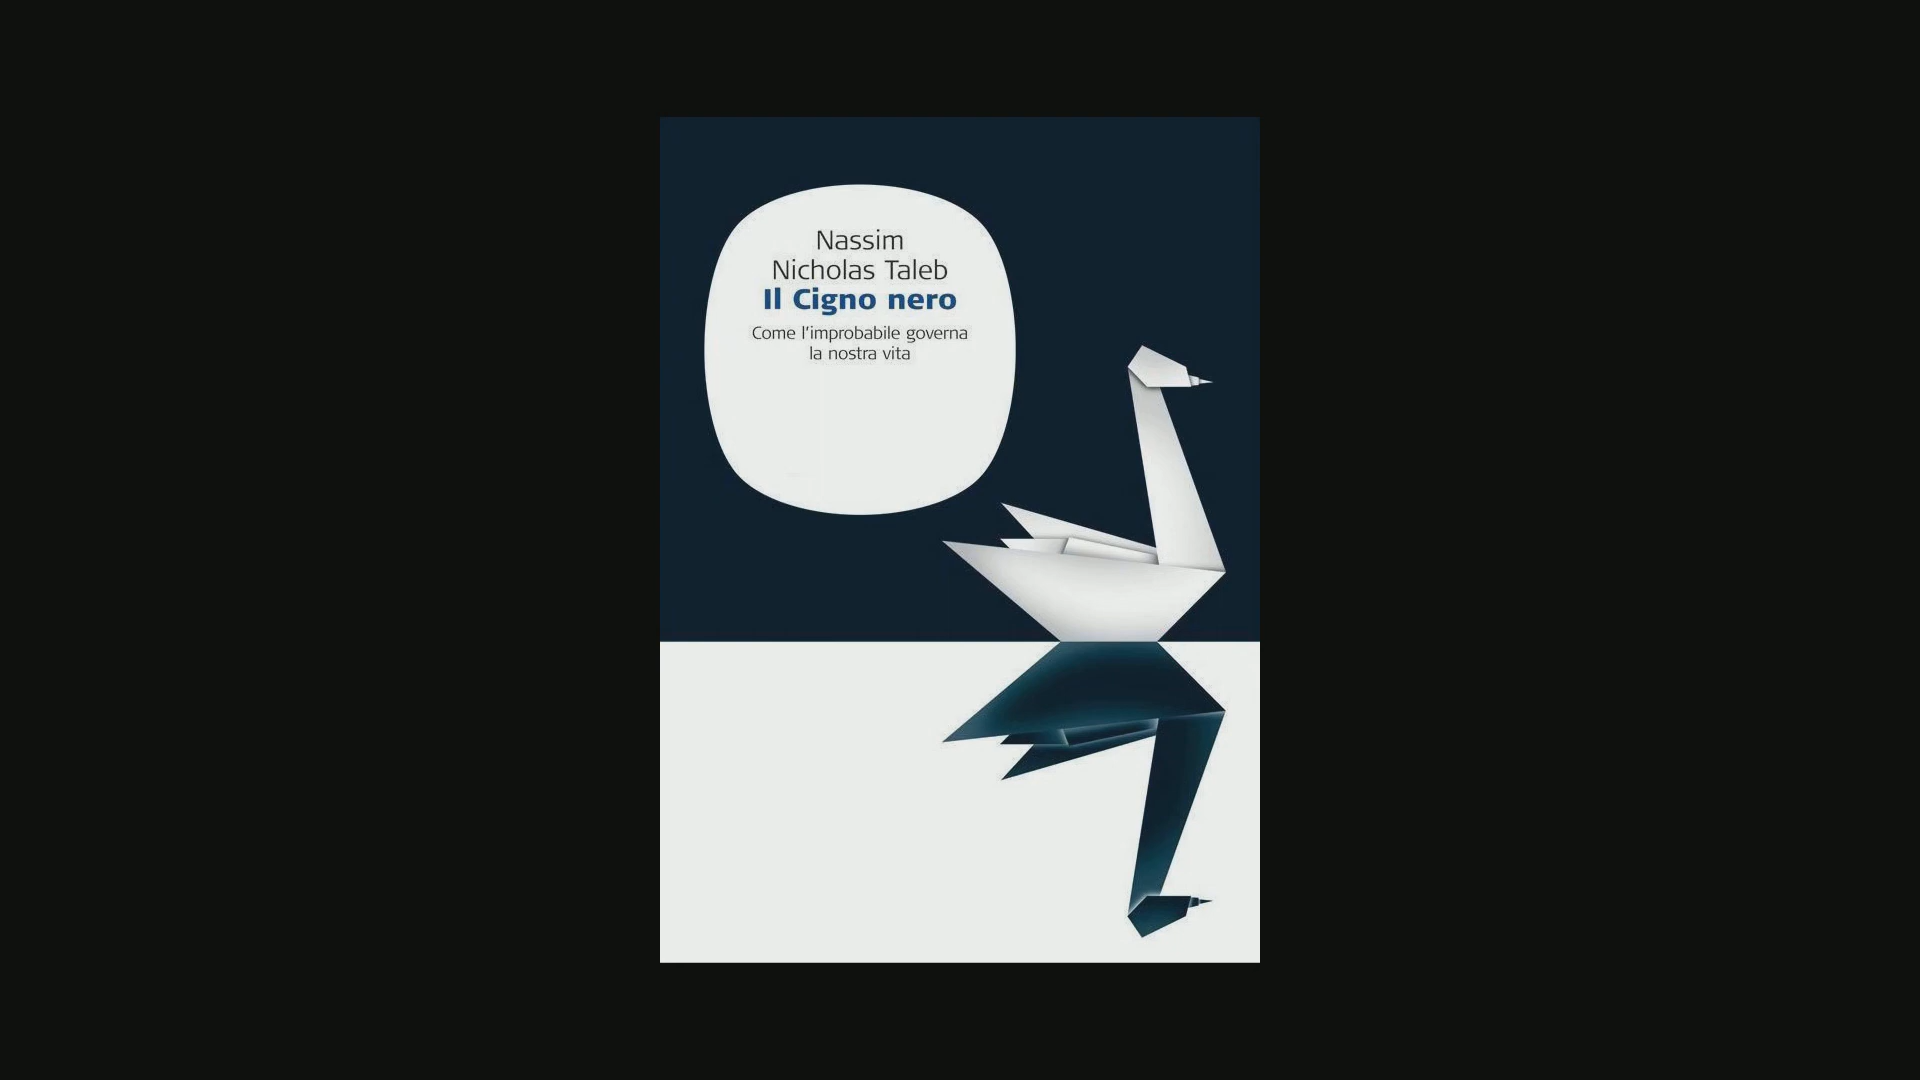 Nassim
Nicholas Taleb
Il Cigno nero
Come l'improbabile governa
la nostra vita